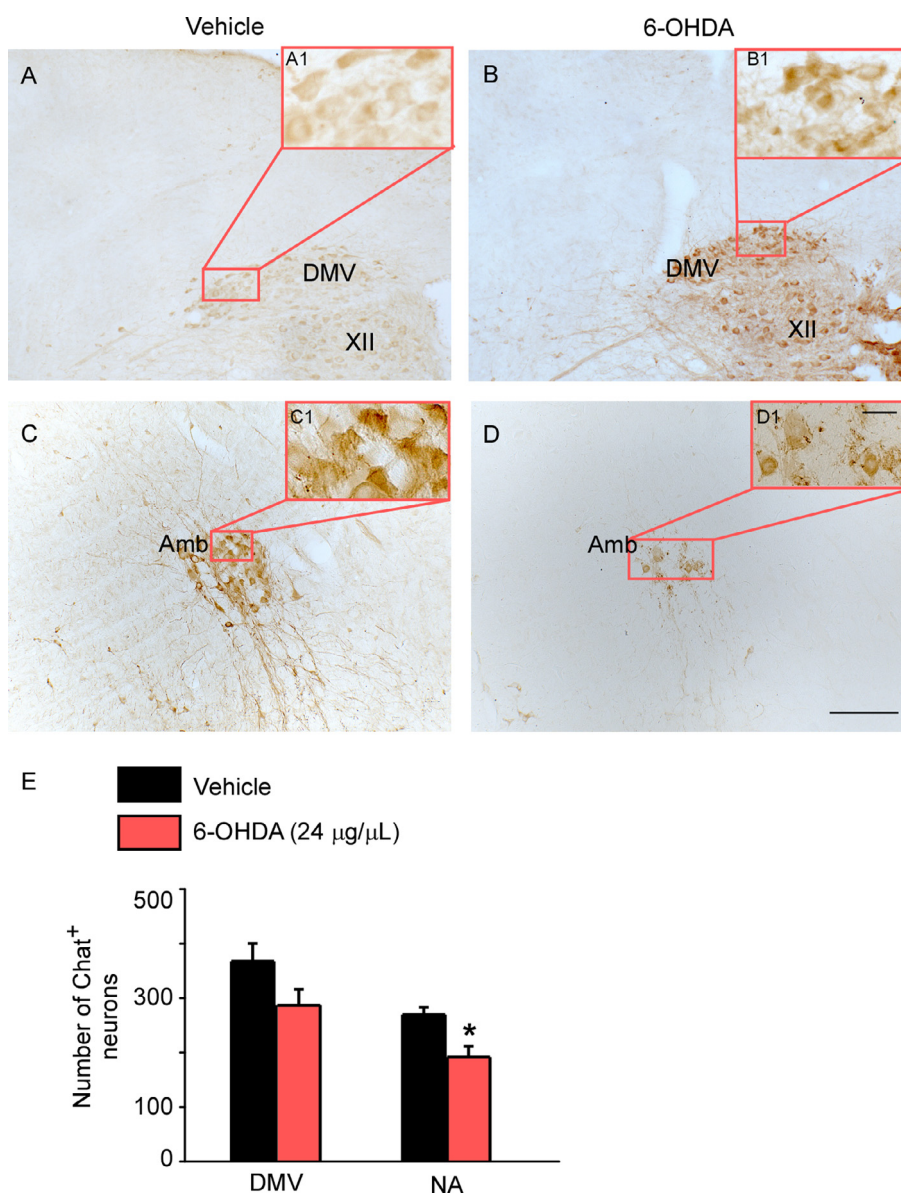 Vehicle
6-OHDA
A
A1
DMV
XII
B
B1
DMV
XII
C
C1
Amb
D
D1
Amb
E
Vehicle
6-OHDA (24 μg/μL)
Number of Chat+
neurons
500
300
100
0
*
DMV
NA